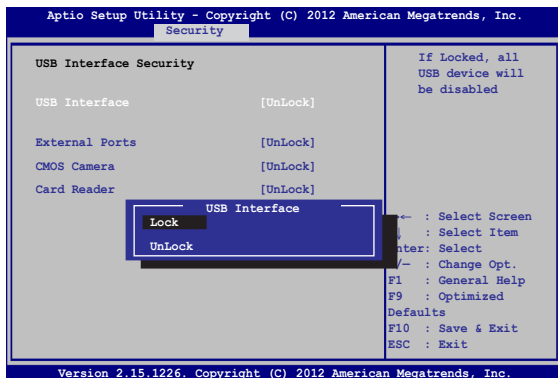 Aptio Setup Utility - Copyright (C) 2012 American Megatrends, Inc.
Security
USB Interface Security
USB Interface [UnLock]
External Ports [UnLock]
CMOS Camera [UnLock]
Card Reader [UnLock]
USB Interface
Lock
UnLock
If Locked, all
USB device will
be disabled
← : Select Screen
: Select Item
nter: Select
/— : Change Opt.
F1 : General Help
F9 : Optimized
Defaults
F10 : Save & Exit
ESC : Exit
Version 2.15.1226. Copyright (C) 2012 American Megatrends, Inc.